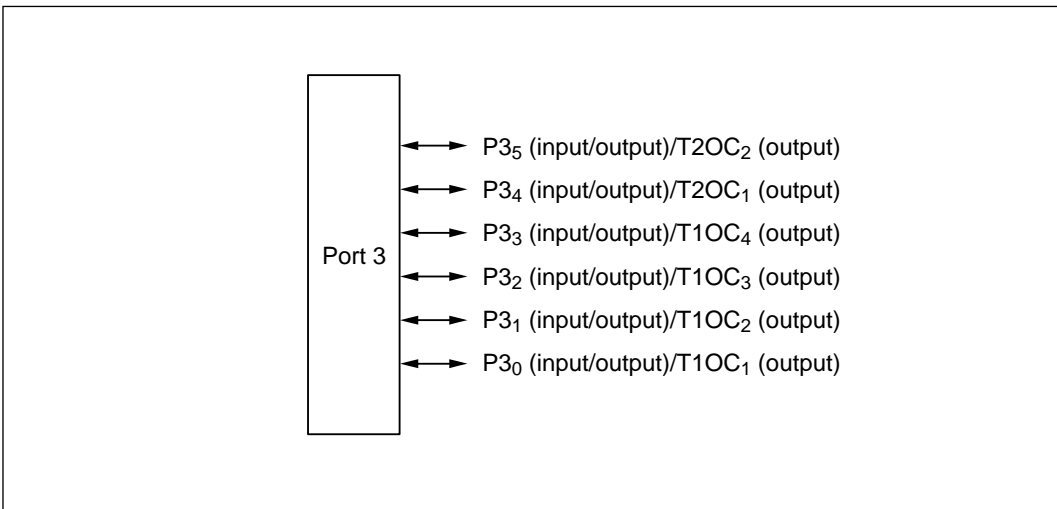 P3₅ (input/output)/T2OC₂ (output)
P3₄ (input/output)/T2OC₁ (output)
P3₃ (input/output)/T1OC₄ (output)
Port 3
P3₂ (input/output)/T1OC₃ (output)
P3₁ (input/output)/T1OC₂ (output)
P3₀ (input/output)/T1OC₁ (output)